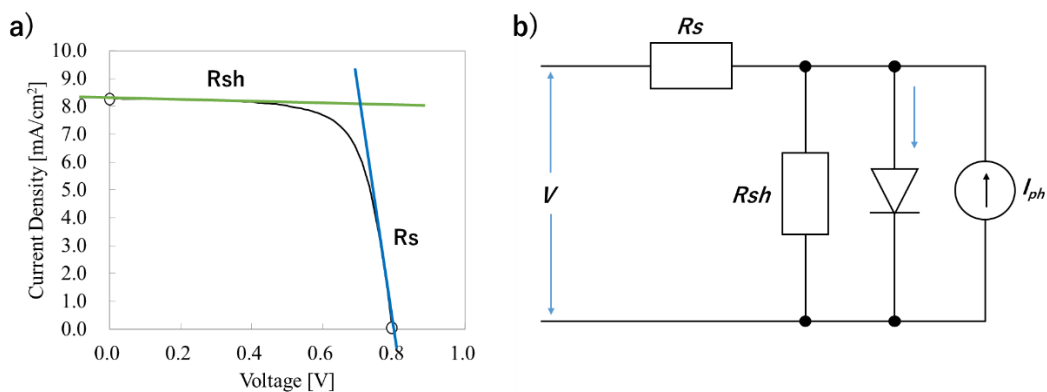 a)
10.0
9.0
8.0
7.0
6.0
5.0
4.0
3.0
2.0
1.0
0.0
Current Density [mA/cm²]
Rsh
Rs
0.0 0.2 0.4 0.6 0.8 1.0
Voltage [V]
b)
Rs
V
Rsh
I_ph